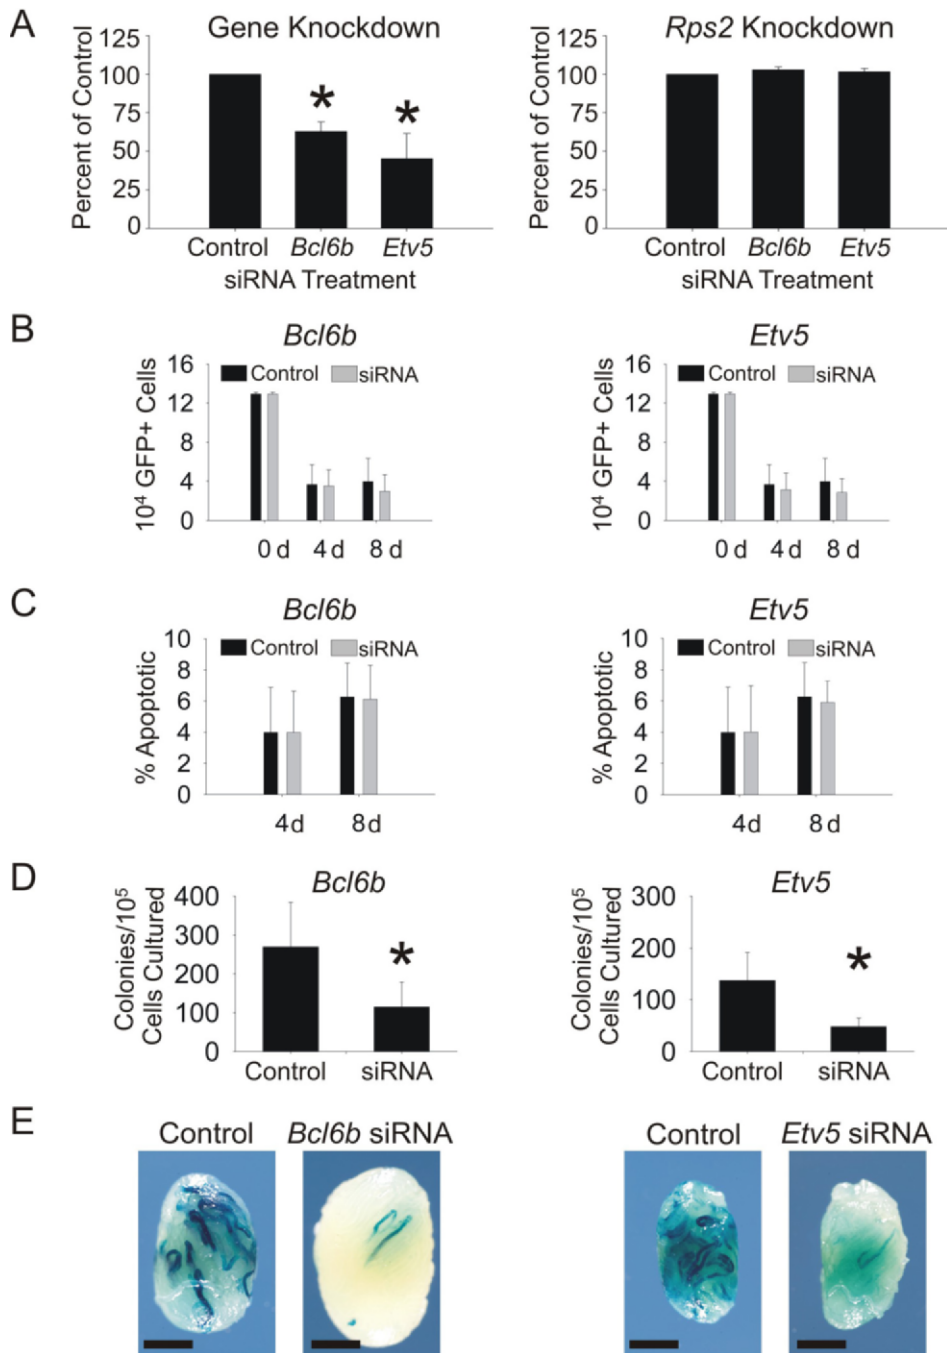 A
Gene Knockdown
Rps2 Knockdown
Percent of Control
125
100
75
50
25
0
*
*
Control Bcl6b Etv5
siRNA Treatment
Percent of Control
125
100
75
50
25
0
Control Bcl6b Etv5
siRNA Treatment
B
Bcl6b
10⁴ GFP+ Cells
16
12
8
4
0
Control siRNA
0 d 4 d 8 d
Etv5
10⁴ GFP+ Cells
16
12
8
4
0
Control siRNA
0 d 4 d 8 d
C
Bcl6b
% Apoptotic
10
8
6
4
2
0
Control siRNA
4 d 8 d
Etv5
% Apoptotic
10
8
6
4
2
0
Control siRNA
4 d 8 d
D
Bcl6b
Colonies/10⁵
Cells Cultured
400
300
200
100
0
*
Control siRNA
Etv5
Colonies/10⁵
Cells Cultured
300
200
100
0
*
Control siRNA
E
Control Bcl6b siRNA
Control Etv5 siRNA